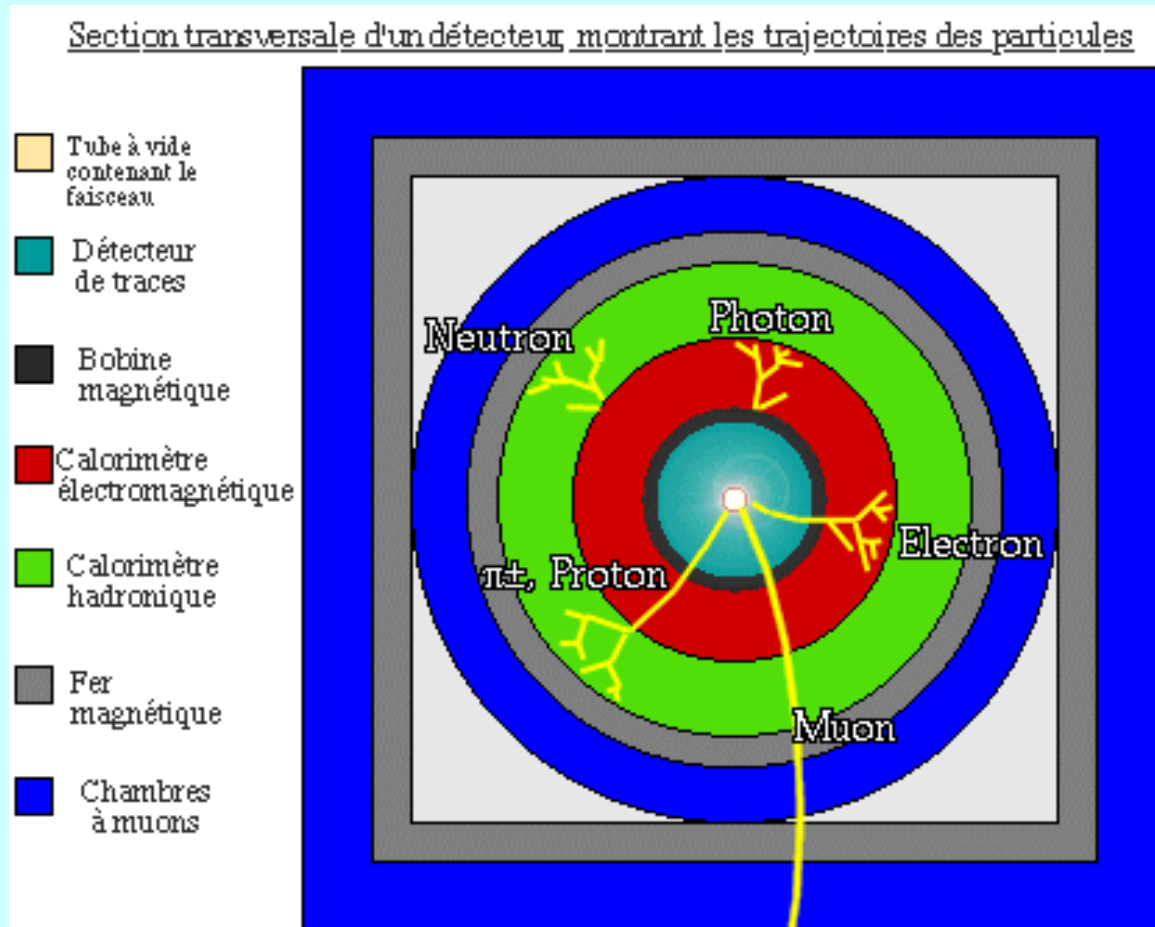 Section transversale d'un détecteur, montrant les trajectoires des particules
Tube à vide
contenant le
faisceau
Détecteur
de traces
Bobine
magnétique
Calorimètre
électromagnétique
Calorimètre
hadronique
Fer
magnétique
Chambres
à muons
Neutron
Photon
Electron
π±, Proton
Muon